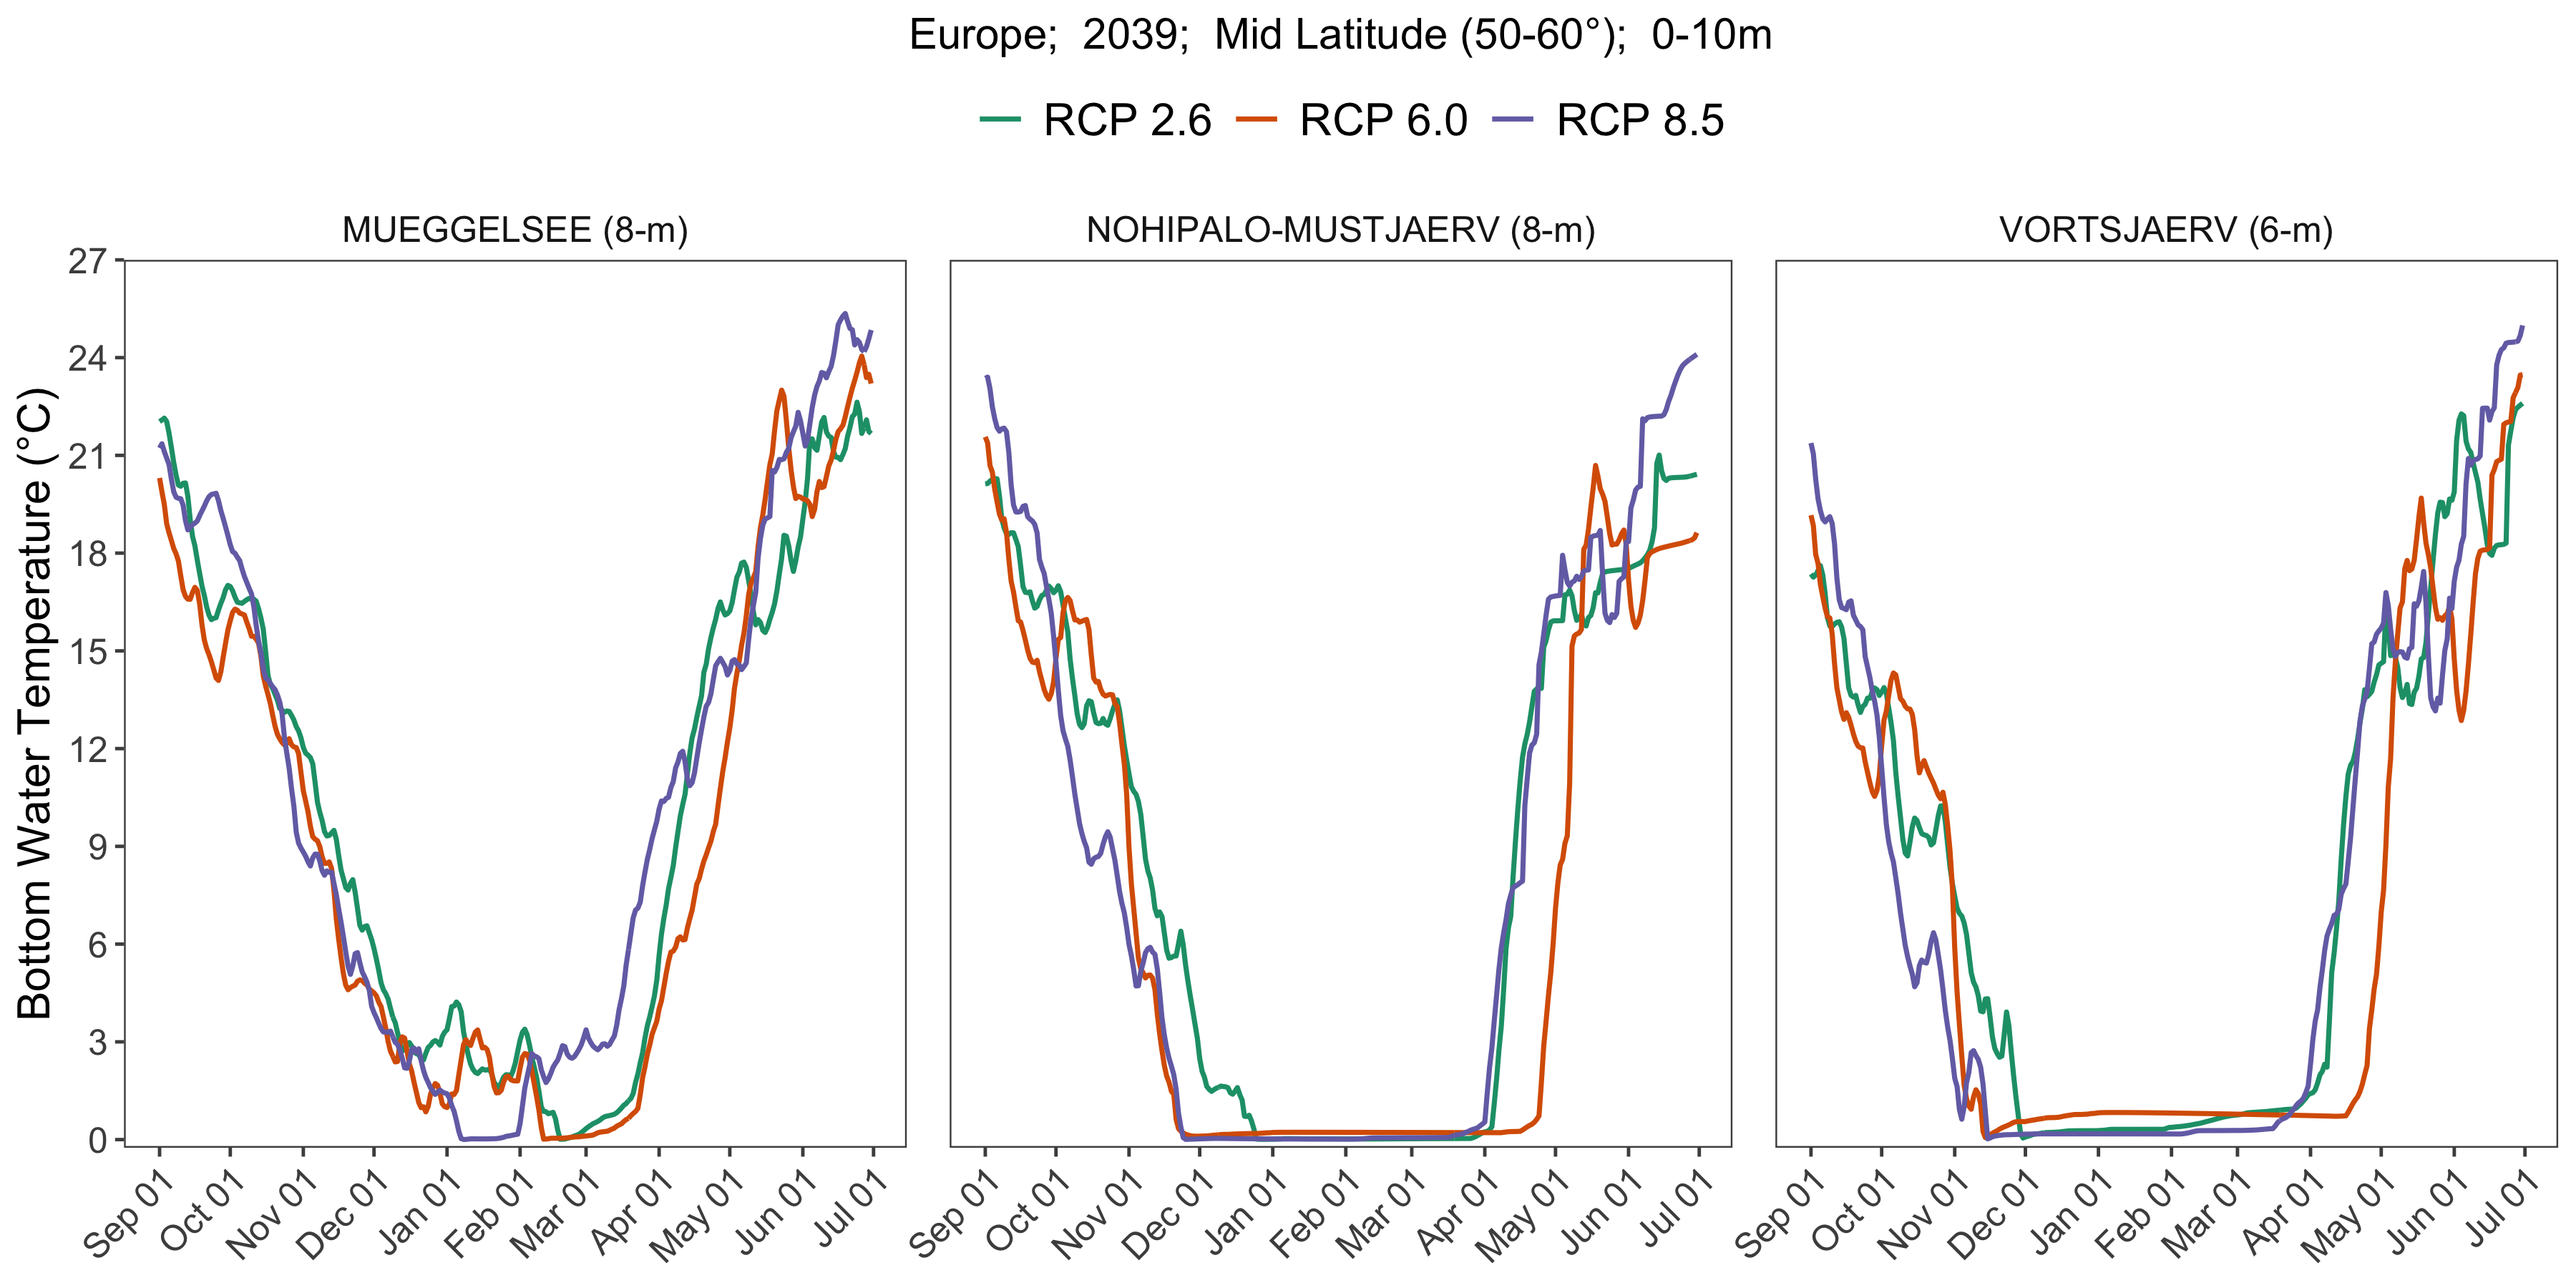 Europe;  2039;  Mid Latitude (50-60°);  0-10m
RCP 2.6 RCP 6.0 RCP 8.5
MUEGGELSEE (8-m) NOHIPALO-MUSTJAERV (8-m) VORTSJAERV (6-m)
Bottom Water Temperature (°C)
27
24
21
18
15
12
9
6
3
0
Sep 01 Oct 01 Nov 01 Dec 01 Jan 01 Feb 01 Mar 01 Apr 01 May 01 Jun 01 Jul 01 Sep 01 Oct 01 Nov 01 Dec 01 Jan 01 Feb 01 Mar 01 Apr 01 May 01 Jun 01 Jul 01 Sep 01 Oct 01 Nov 01 Dec 01 Jan 01 Feb 01 Mar 01 Apr 01 May 01 Jun 01 Jul 01